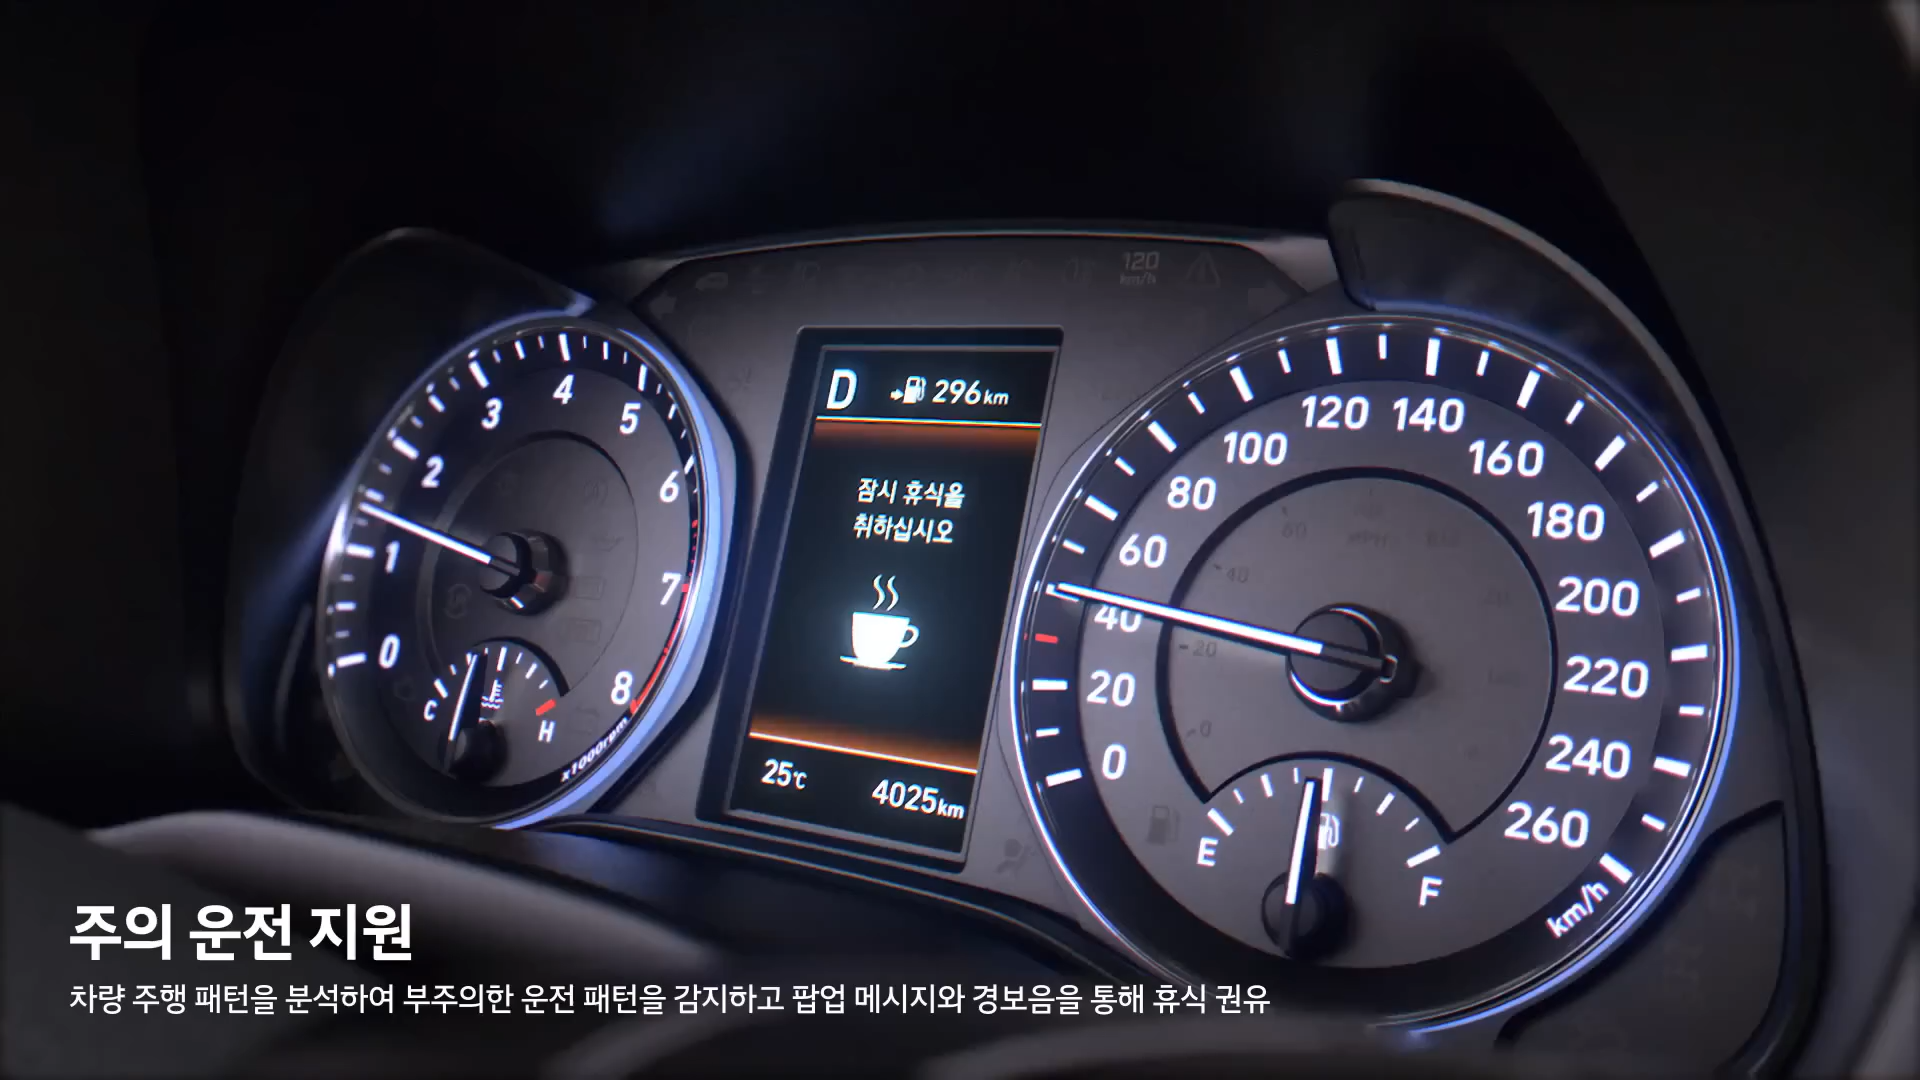 120
km/h
D 296km
잠시 휴식을
취하십시오
25℃
4025km
0
1
2
3
4
5
6
7
8
x1000rpm
C
H
0
20
40
60
80
100
120
140
160
180
200
220
240
260
km/h
E
F
주의 운전 지원
차량 주행 패턴을 분석하여 부주의한 운전 패턴을 감지하고 팝업 메시지와 경보음을 통해 휴식 권유